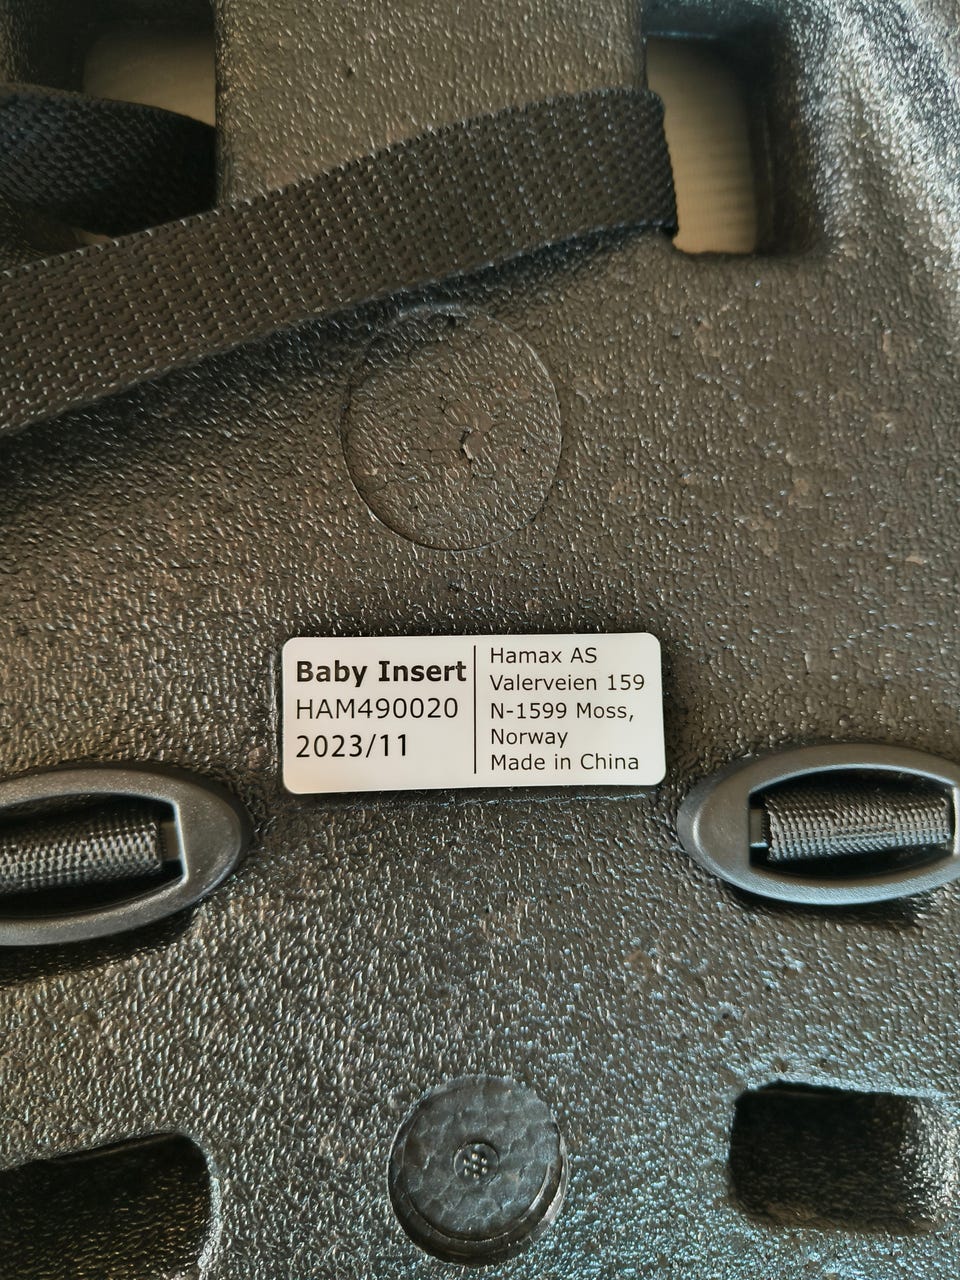 Baby Insert
HAM490020
2023/11
Hamax AS
Valerveien 159
N-1599 Moss,
Norway
Made in China